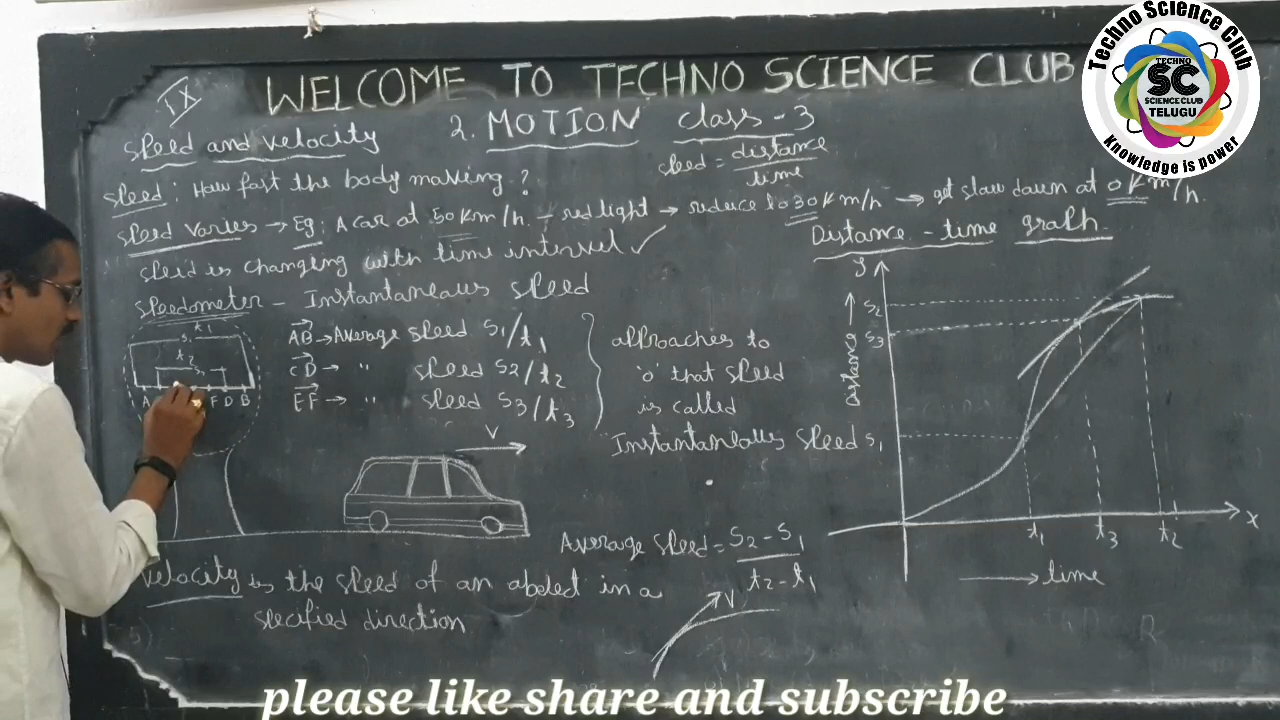 WELCOME TO TECHNO SCIENCE CLUB
Techno Science Club
TECHNO
SC
SCIENCE CLUB
TELUGU
Knowledge is power
IX
2. MOTION class - 3
speed and velocity
speed = distance / time
speed : How fast the body moving ?
speed varies → Eg: A car at 50 km/h. - red light → reduce to 30 km/h → get slow down at 0 km/h.
speed is changing with time interval ✓
speedometer - Instantaneous speed
AB → Average speed S1/t1
CD → " speed S2/t2
EF → " speed S3/t3
approaches to
'0' that speed
is called
Instantaneous speed
t1
S1
t2
S2
A F D B
V
Average speed = S2 - S1 / t2 - t1
velocity is the speed of an object in a
specified direction
V
Distance - time graph
S
S2
S3
S1
distance
t1 t3 t2 X
→ time
please like share and subscribe